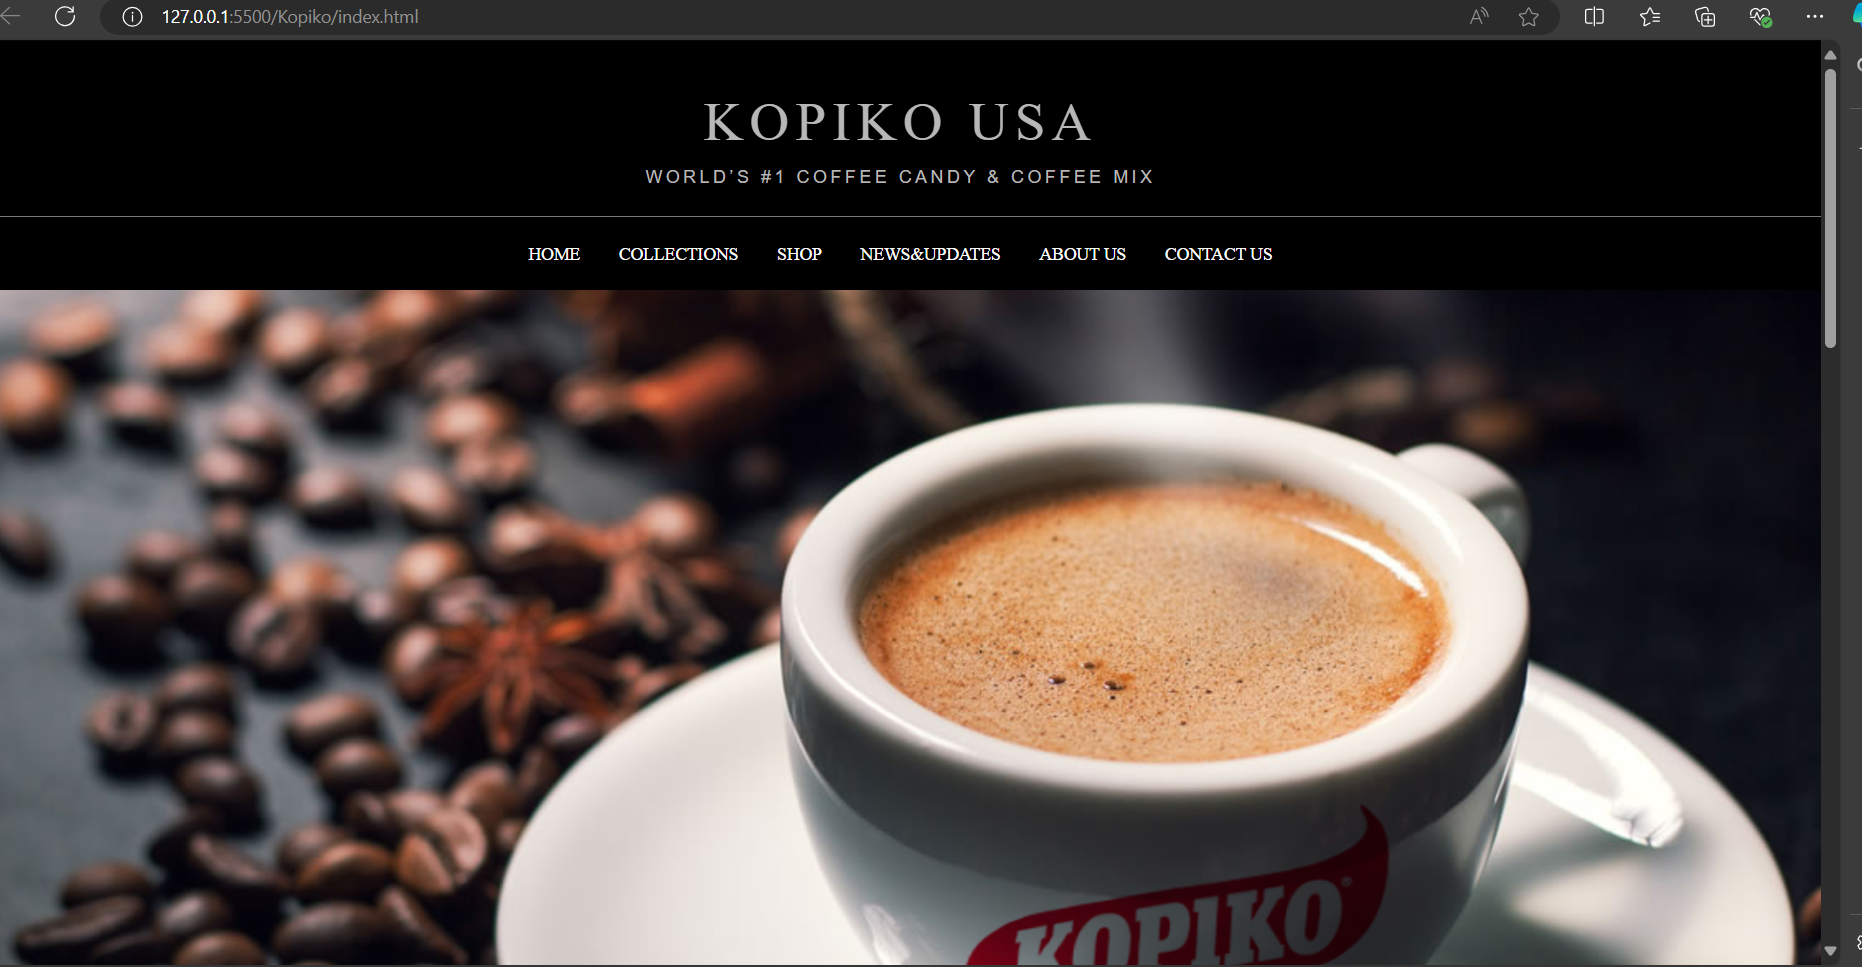 127.0.0.1:5500/Kopiko/index.html
KOPIKO USA
WORLD’S #1 COFFEE CANDY & COFFEE MIX
HOME COLLECTIONS SHOP NEWS&UPDATES ABOUT US CONTACT US
KOPIKO®